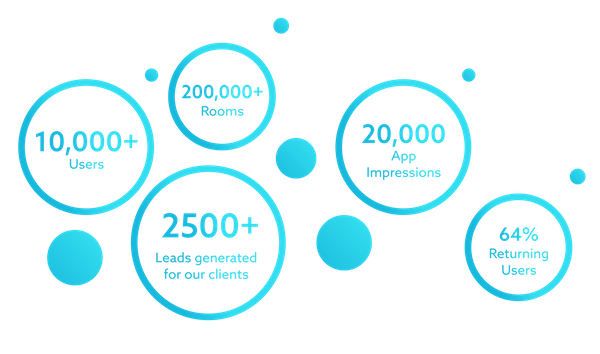 10,000+
Users
200,000+
Rooms
2500+
Leads generated
for our clients
20,000
App
Impressions
64%
Returning
Users